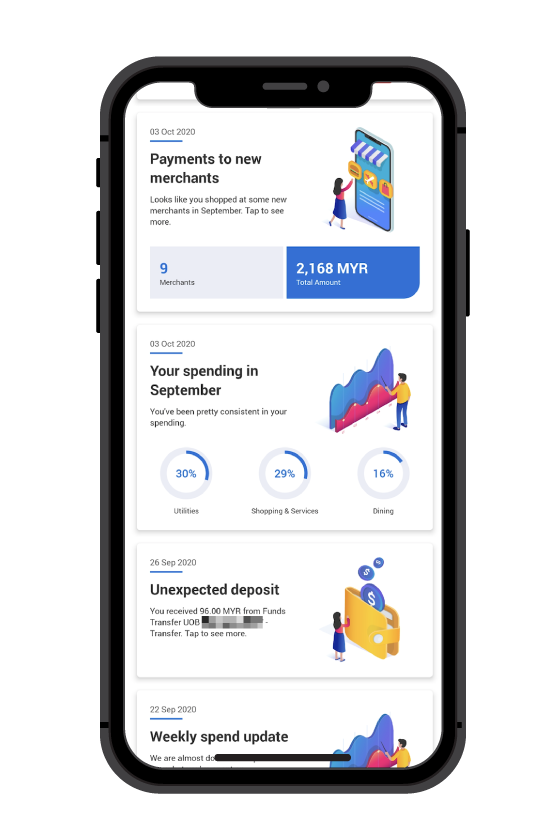 03 Oct 2020
Payments to new
merchants
Looks like you shopped at some new
merchants in September. Tap to see
more.
9
Merchants
2,168 MYR
Total Amount
03 Oct 2020
Your spending in
September
You've been pretty consistent in your
spending.
30%
29%
16%
Utilities
Shopping & Services
Dining
26 Sep 2020
Unexpected deposit
You received 96.00 MYR from Funds
Transfer UOB -
Transfer. Tap to see more.
22 Sep 2020
Weekly spend update
We are almost